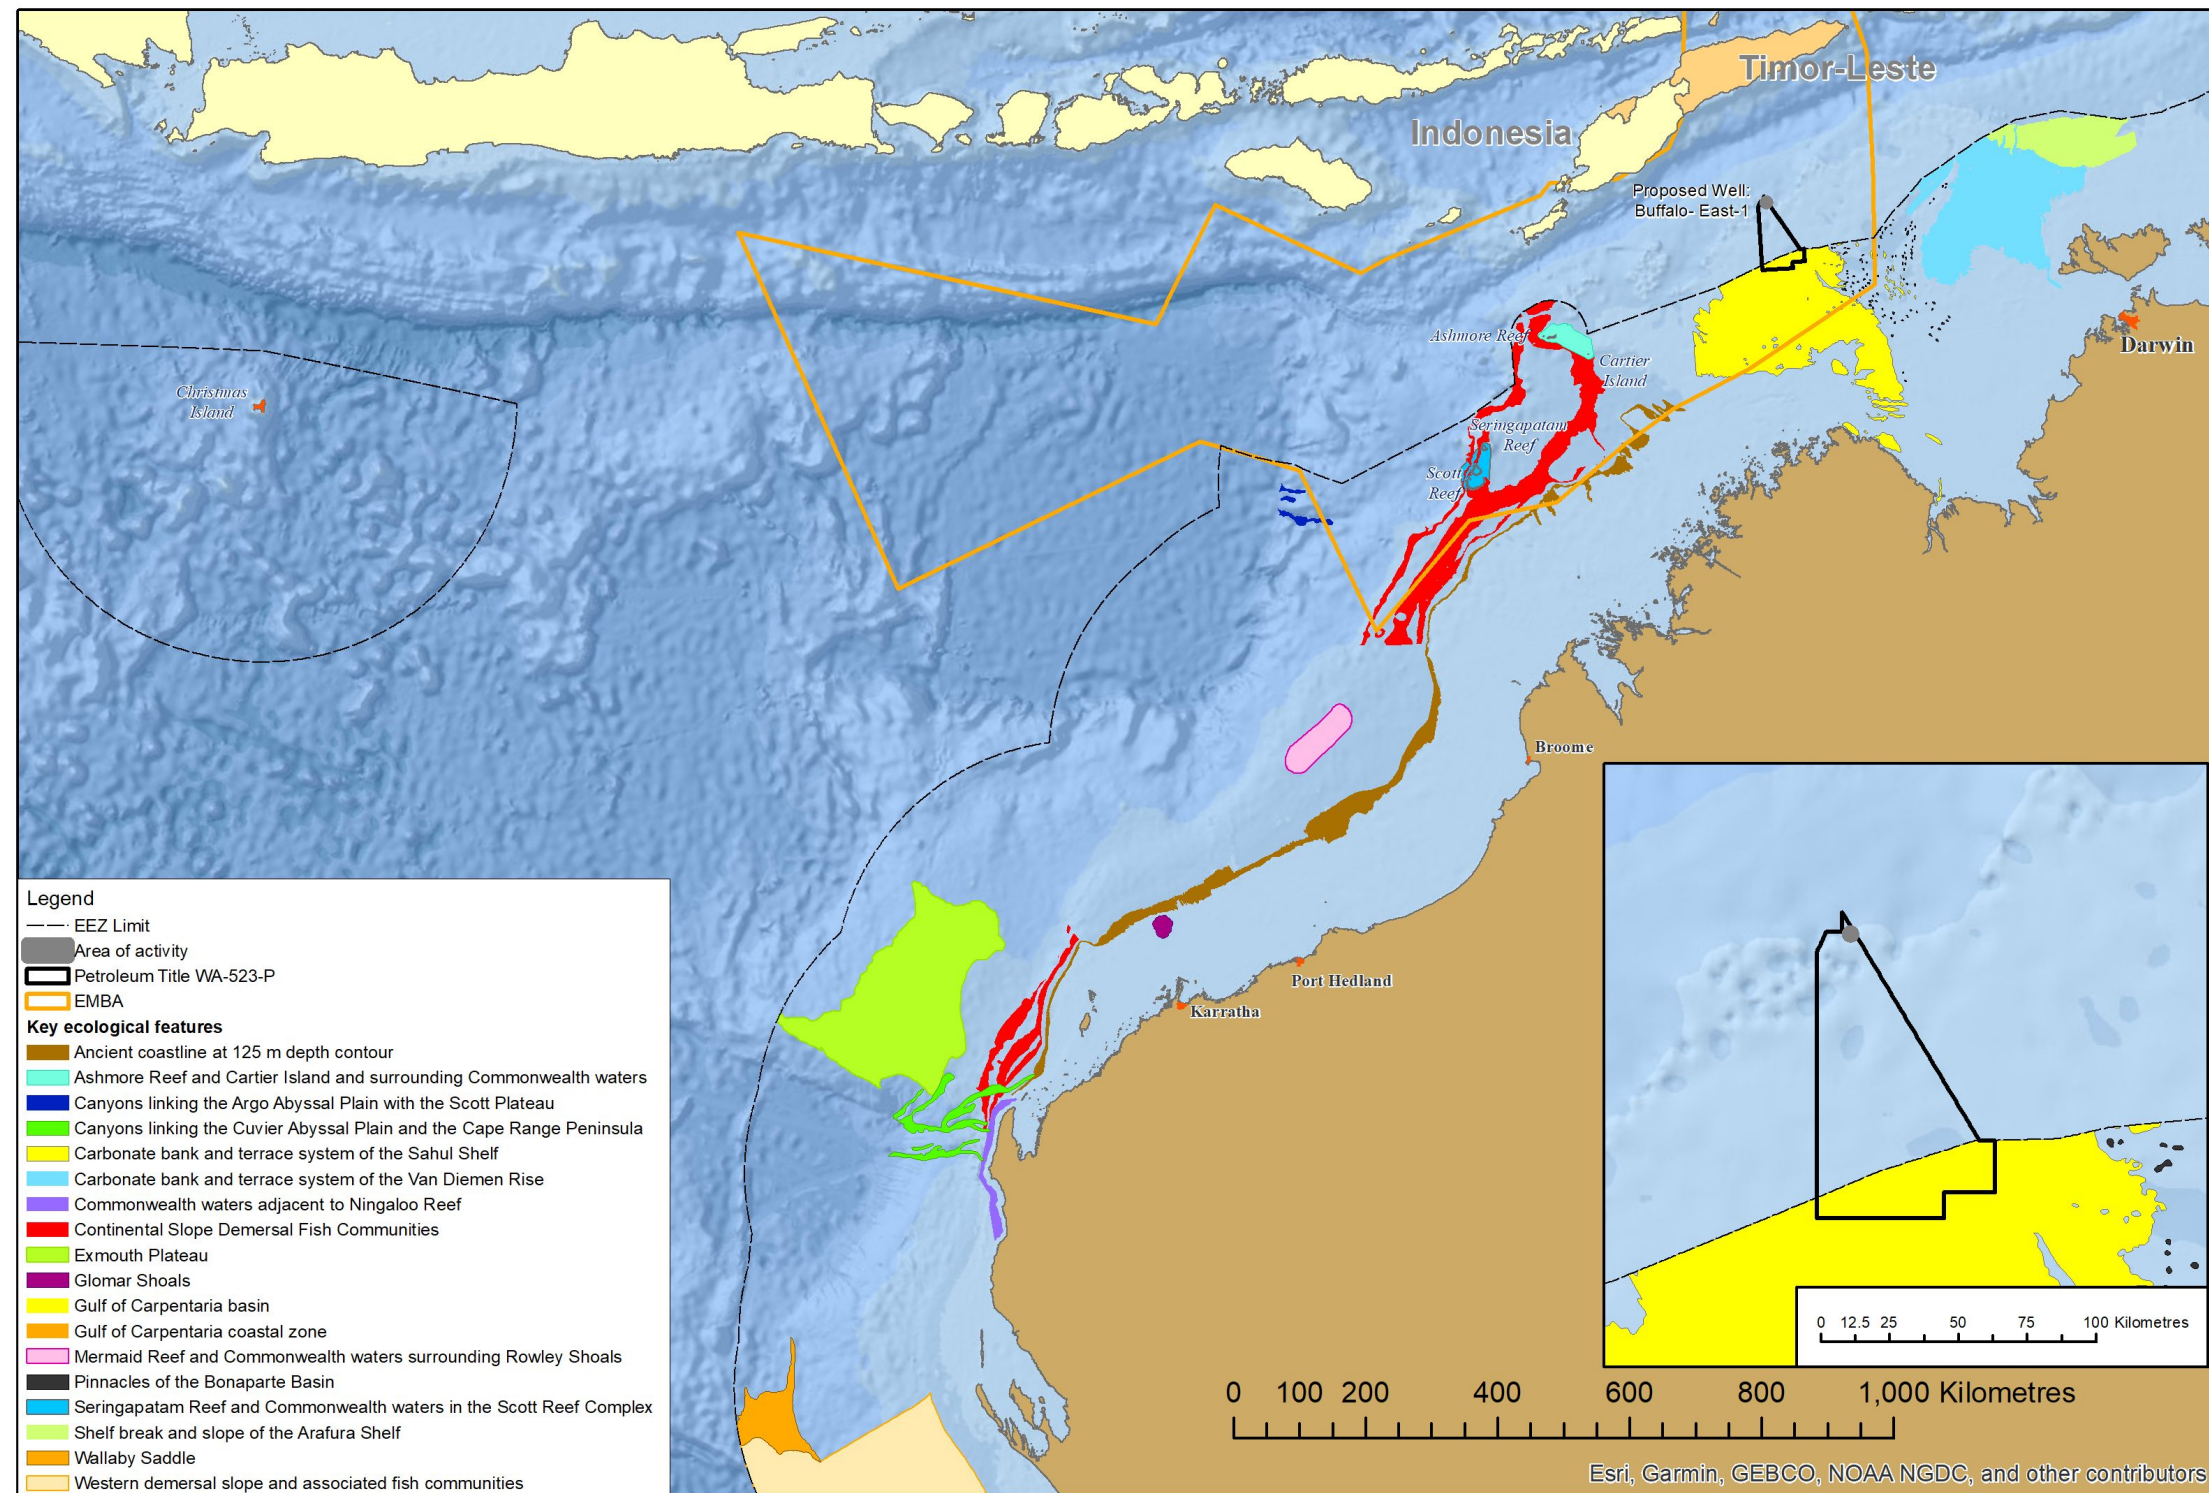 Timor-Leste
Indonesia
Proposed Well:
Buffalo- East-1
Ashmore Reef
Cartier
Island
Darwin
Christmas
Island
Seringapatam
Reef
Scott
Reef
Broome
Port Hedland
Karratha
Legend
EEZ Limit
Area of activity
Petroleum Title WA-523-P
EMBA
Key ecological features
Ancient coastline at 125 m depth contour
Ashmore Reef and Cartier Island and surrounding Commonwealth waters
Canyons linking the Argo Abyssal Plain with the Scott Plateau
Canyons linking the Cuvier Abyssal Plain and the Cape Range Peninsula
Carbonate bank and terrace system of the Sahul Shelf
Carbonate bank and terrace system of the Van Diemen Rise
Commonwealth waters adjacent to Ningaloo Reef
Continental Slope Demersal Fish Communities
Exmouth Plateau
Glomar Shoals
Gulf of Carpentaria basin
Gulf of Carpentaria coastal zone
Mermaid Reef and Commonwealth waters surrounding Rowley Shoals
Pinnacles of the Bonaparte Basin
Seringapatam Reef and Commonwealth waters in the Scott Reef Complex
Shelf break and slope of the Arafura Shelf
Wallaby Saddle
Western demersal slope and associated fish communities
0 12.5 25 50 75 100 Kilometres
0 100 200 400 600 800 1,000 Kilometres
Esri, Garmin, GEBCO, NOAA NGDC, and other contributors